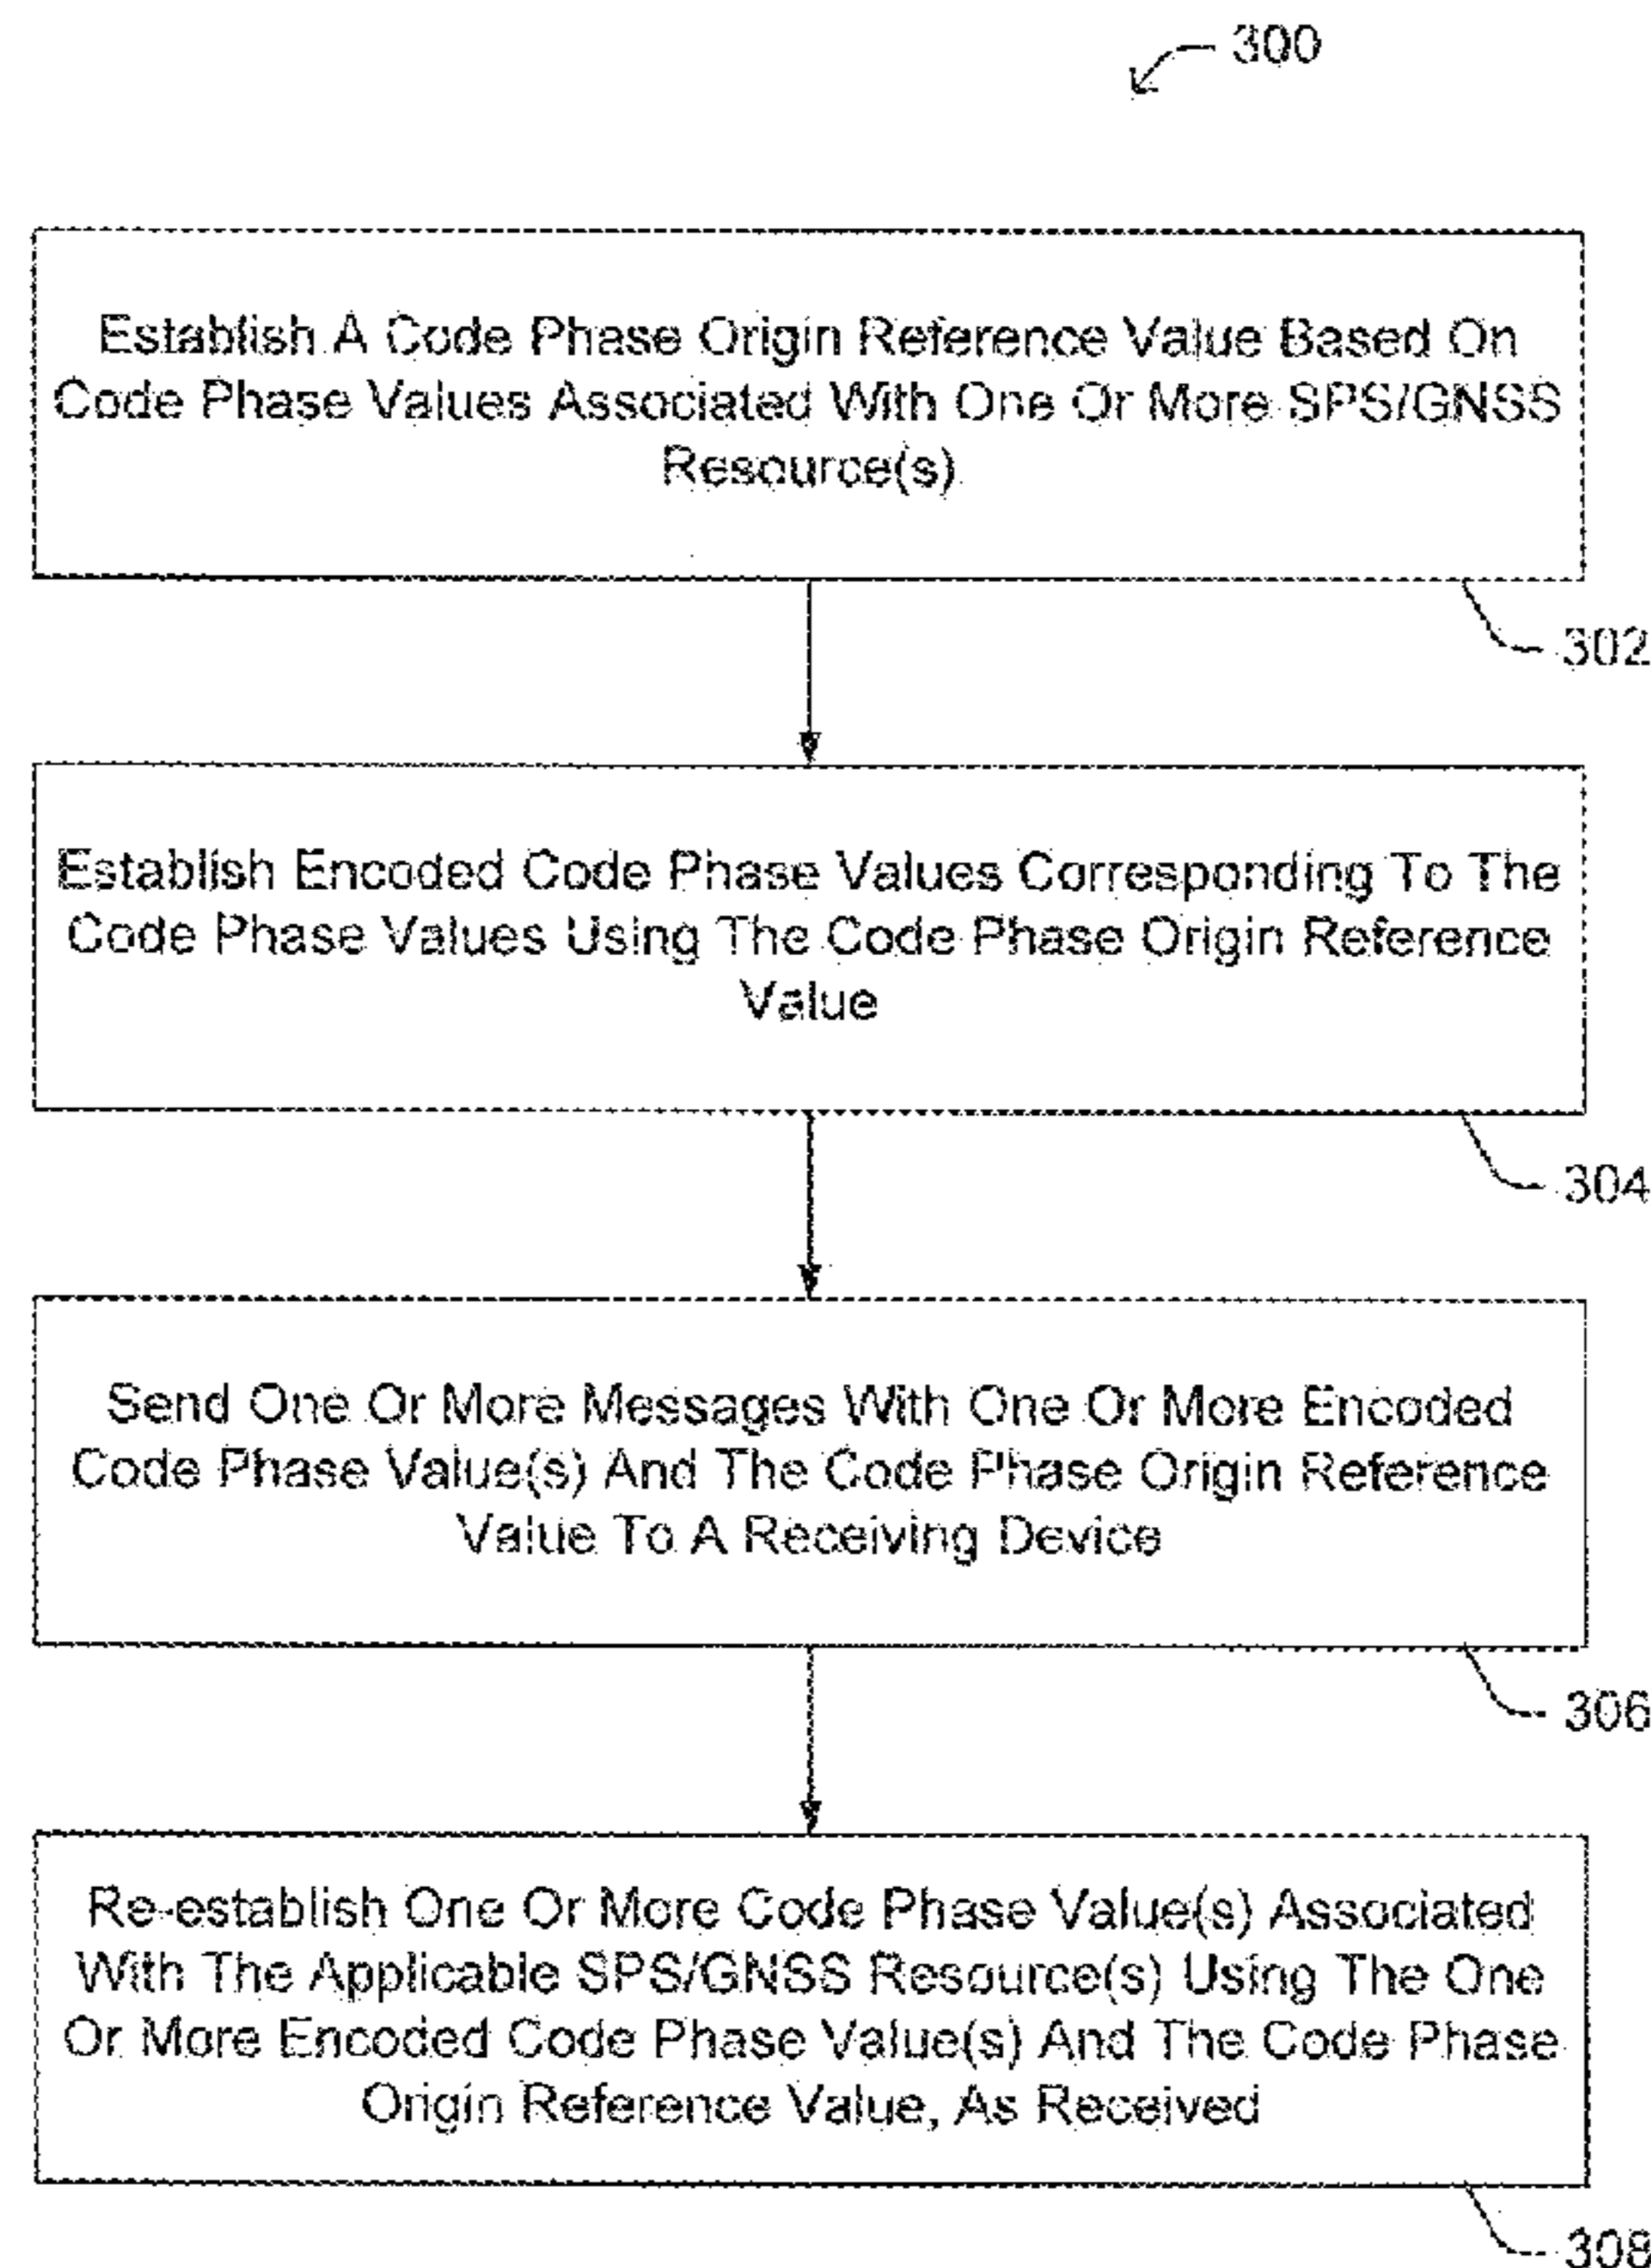 300
Establish A Code Phase Origin Reference Value Based On
Code Phase Values Associated With One Or More SPS/GNSS
Resource(s)
302
Establish Encoded Code Phase Values Corresponding To The
Code Phase Values Using The Code Phase Origin Reference
Value
304
Send One Or More Messages With One Or More Encoded
Code Phase Value(s) And The Code Phase Origin Reference
Value To A Receiving Device
306
Re-establish One Or More Code Phase Value(s) Associated
With The Applicable SPS/GNSS Resource(s) Using The One
Or More Encoded Code Phase Value(s) And The Code Phase
Origin Reference Value, As Received
308